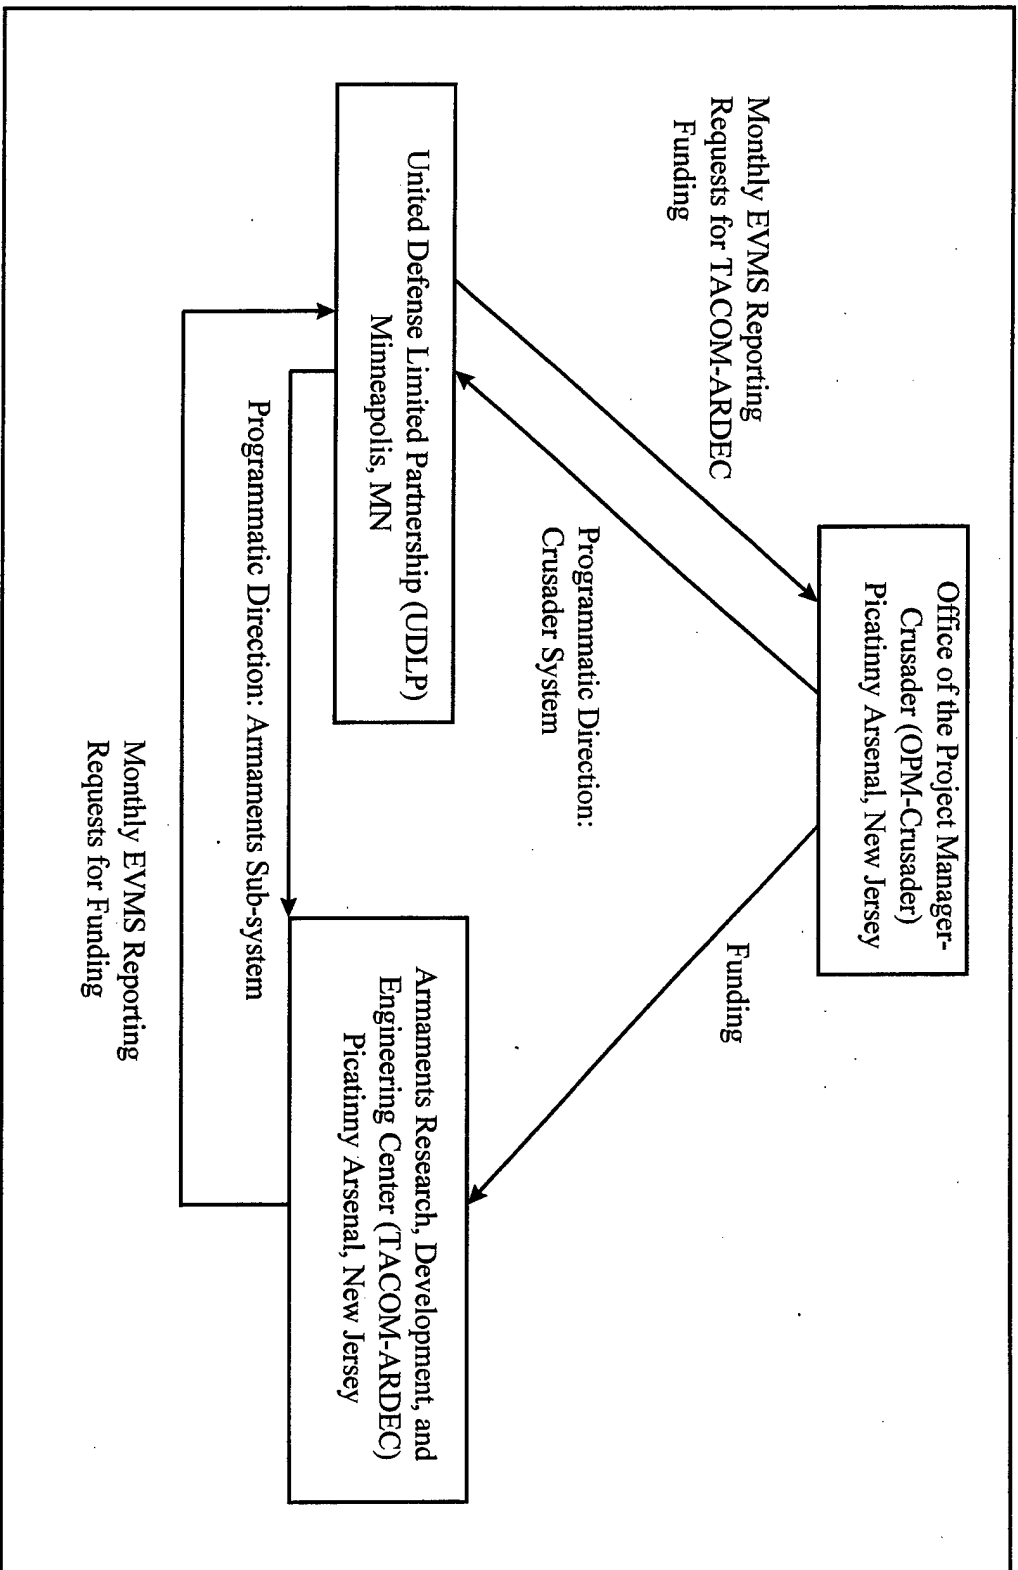 Office of the Project Manager-
Crusader (OPM-Crusader)
Picatinny Arsenal, New Jersey
Monthly EVMS Reporting
Requests for TACOM-ARDEC
Funding
Funding
Programmatic Direction:
Crusader System
United Defense Limited Partnership (UDLP)
Minneapolis, MN
Armaments Research, Development, and
Engineering Center (TACOM-ARDEC)
Picatinny Arsenal, New Jersey
Programmatic Direction: Armaments Sub-system
Monthly EVMS Reporting
Requests for Funding